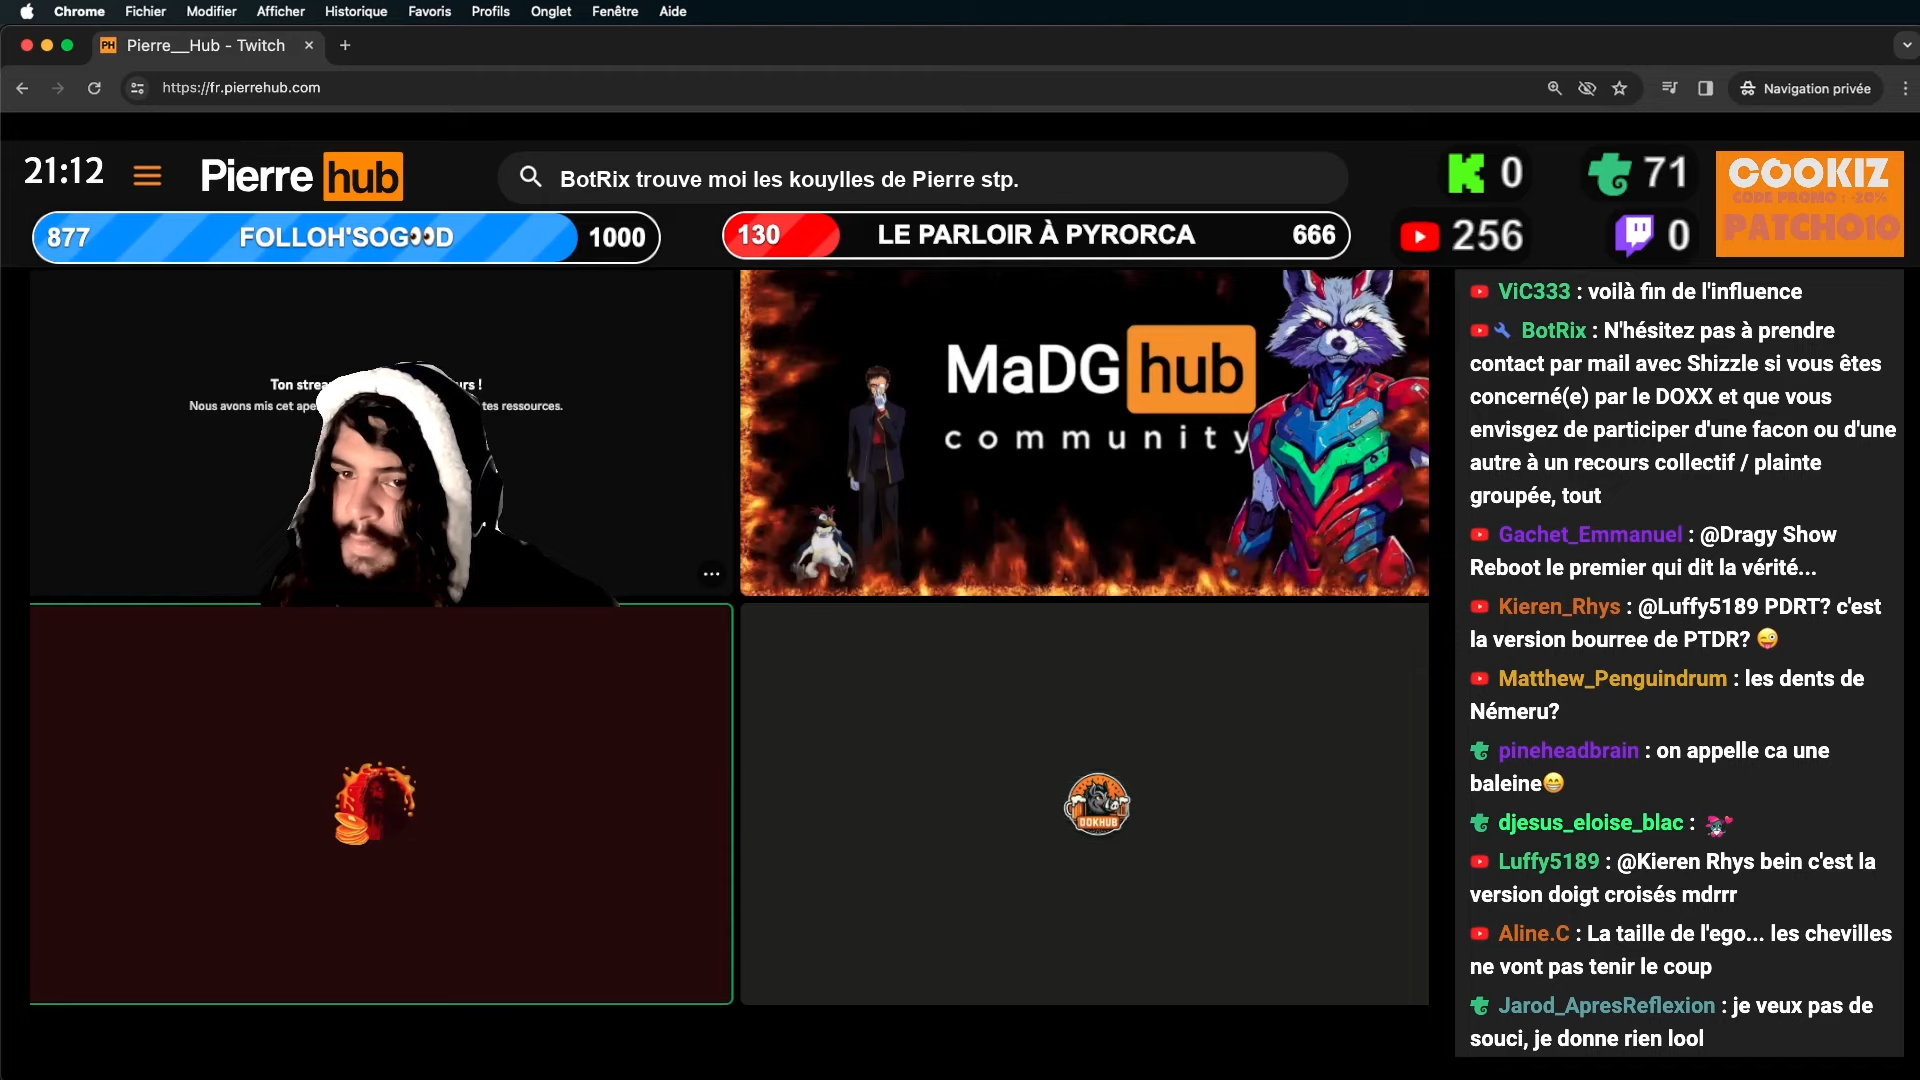 Chrome Fichier Modifier Afficher Historique Favoris Profils Onglet Fenêtre Aide
PH Pierre__Hub - Twitch
https://fr.pierrehub.com
Navigation privée
21:12
Pierre hub
BotRix trouve moi les kouylles de Pierre stp.
0
71
COOKIZ
CODE PROMO : -20%
PATCHO10
877 FOLLOH'SOG👀D 1000
130 LE PARLOIR À PYRORCA 666
256
0
Ton strea
urs !
Nous avons mis cet ape
tes ressources.
MaDG hub
community
DOKHUB
ViC333 : voilà fin de l'influence
BotRix : N'hésitez pas à prendre
contact par mail avec Shizzle si vous êtes
concerné(e) par le DOXX et que vous
envisgez de participer d'une facon ou d'une
autre à un recours collectif / plainte
groupée, tout
Gachet_Emmanuel : @Dragy Show
Reboot le premier qui dit la vérité...
Kieren_Rhys : @Luffy5189 PDRT? c'est
la version bourree de PTDR? 😜
Matthew_Penguindrum : les dents de
Némeru?
pineheadbrain : on appelle ca une
baleine😁
djesus_eloise_blac :
Luffy5189 : @Kieren Rhys bein c'est la
version doigt croisés mdrrr
Aline.C : La taille de l'ego... les chevilles
ne vont pas tenir le coup
Jarod_ApresReflexion : je veux pas de
souci, je donne rien lool